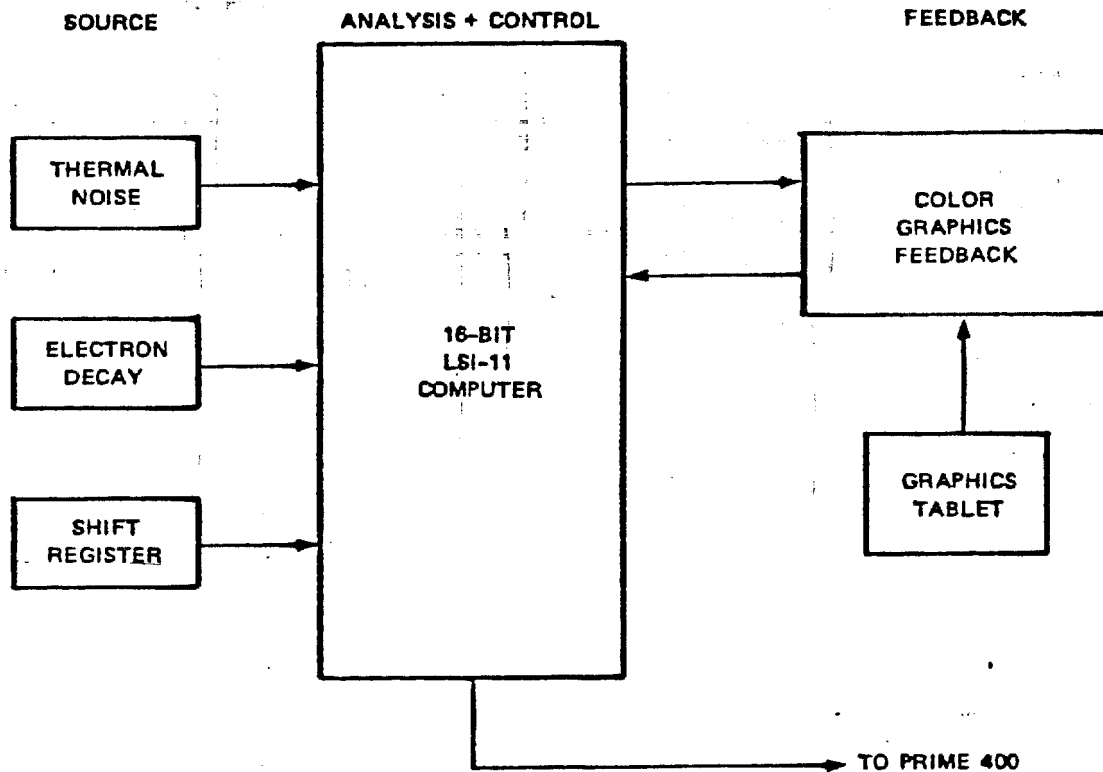 SOURCE
ANALYSIS + CONTROL
FEEDBACK
THERMAL
NOISE
ELECTRON
DECAY
SHIFT
REGISTER
16-BIT
LSI-11
COMPUTER
COLOR
GRAPHICS
FEEDBACK
GRAPHICS
TABLET
TO PRIME 400